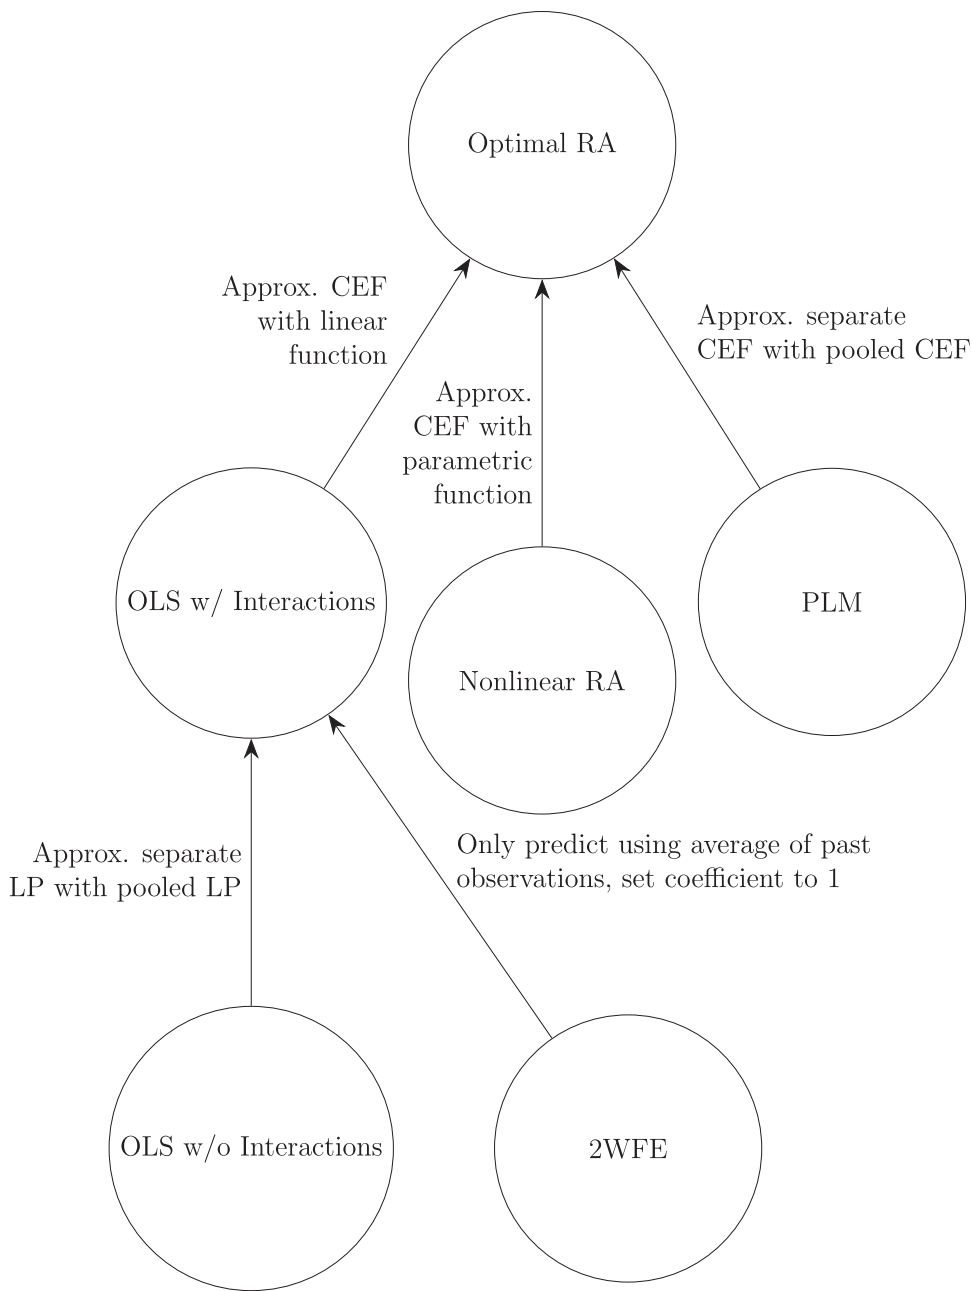 Optimal RA
Approx. CEF
with linear
function
Approx. separate
CEF with pooled CEF
Approx.
CEF with
parametric
function
OLS w/ Interactions
PLM
Nonlinear RA
Only predict using average of past
observations, set coefficient to 1
Approx. separate
LP with pooled LP
OLS w/o Interactions
2WFE